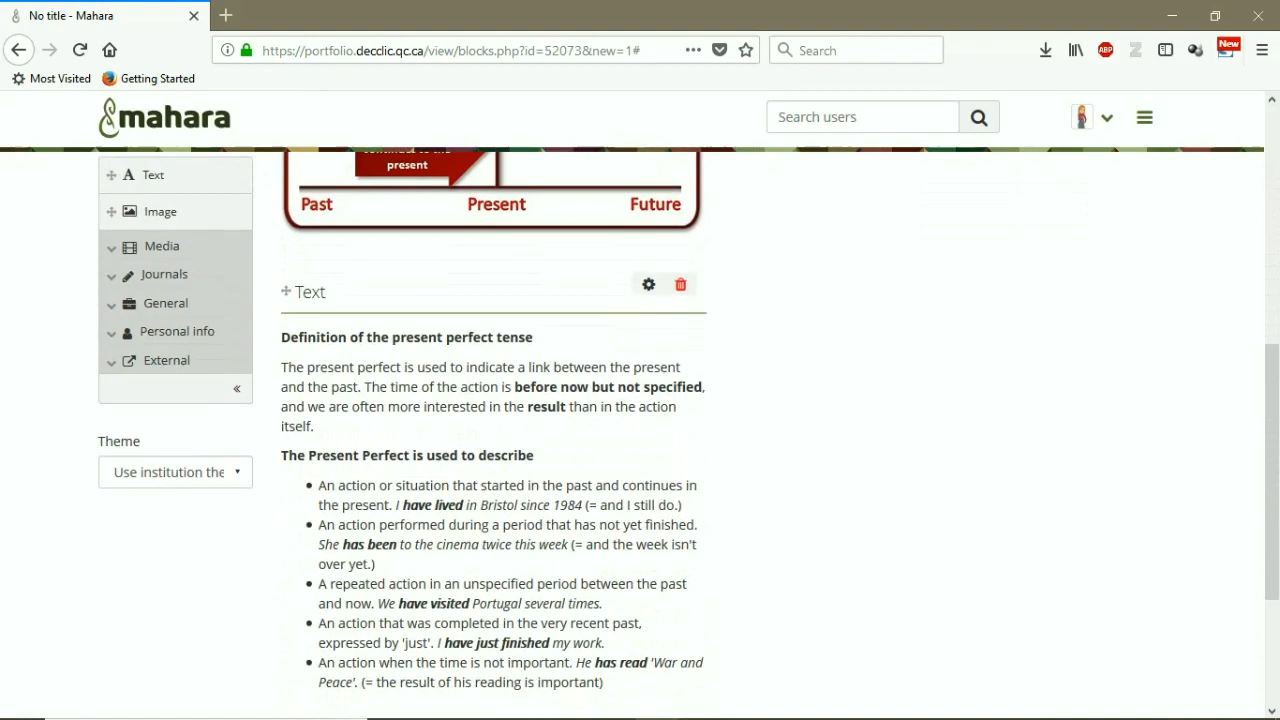 No title - Mahara
https://portfolio.decclic.qc.ca/view/blocks.php?id=52073&new=1#
Search
ABP
New
Most Visited
Getting Started
mahara
Search users
Text
Image
Media
Journals
General
Personal info
External
«
Theme
Use institution the
present
Past Present Future
Text
Definition of the present perfect tense
The present perfect is used to indicate a link between the present
and the past. The time of the action is before now but not specified,
and we are often more interested in the result than in the action
itself.
The Present Perfect is used to describe
• An action or situation that started in the past and continues in
the present. I have lived in Bristol since 1984 (= and I still do.)
• An action performed during a period that has not yet finished.
She has been to the cinema twice this week (= and the week isn't
over yet.)
• A repeated action in an unspecified period between the past
and now. We have visited Portugal several times.
• An action that was completed in the very recent past,
expressed by 'just'. I have just finished my work.
• An action when the time is not important. He has read 'War and
Peace'. (= the result of his reading is important)